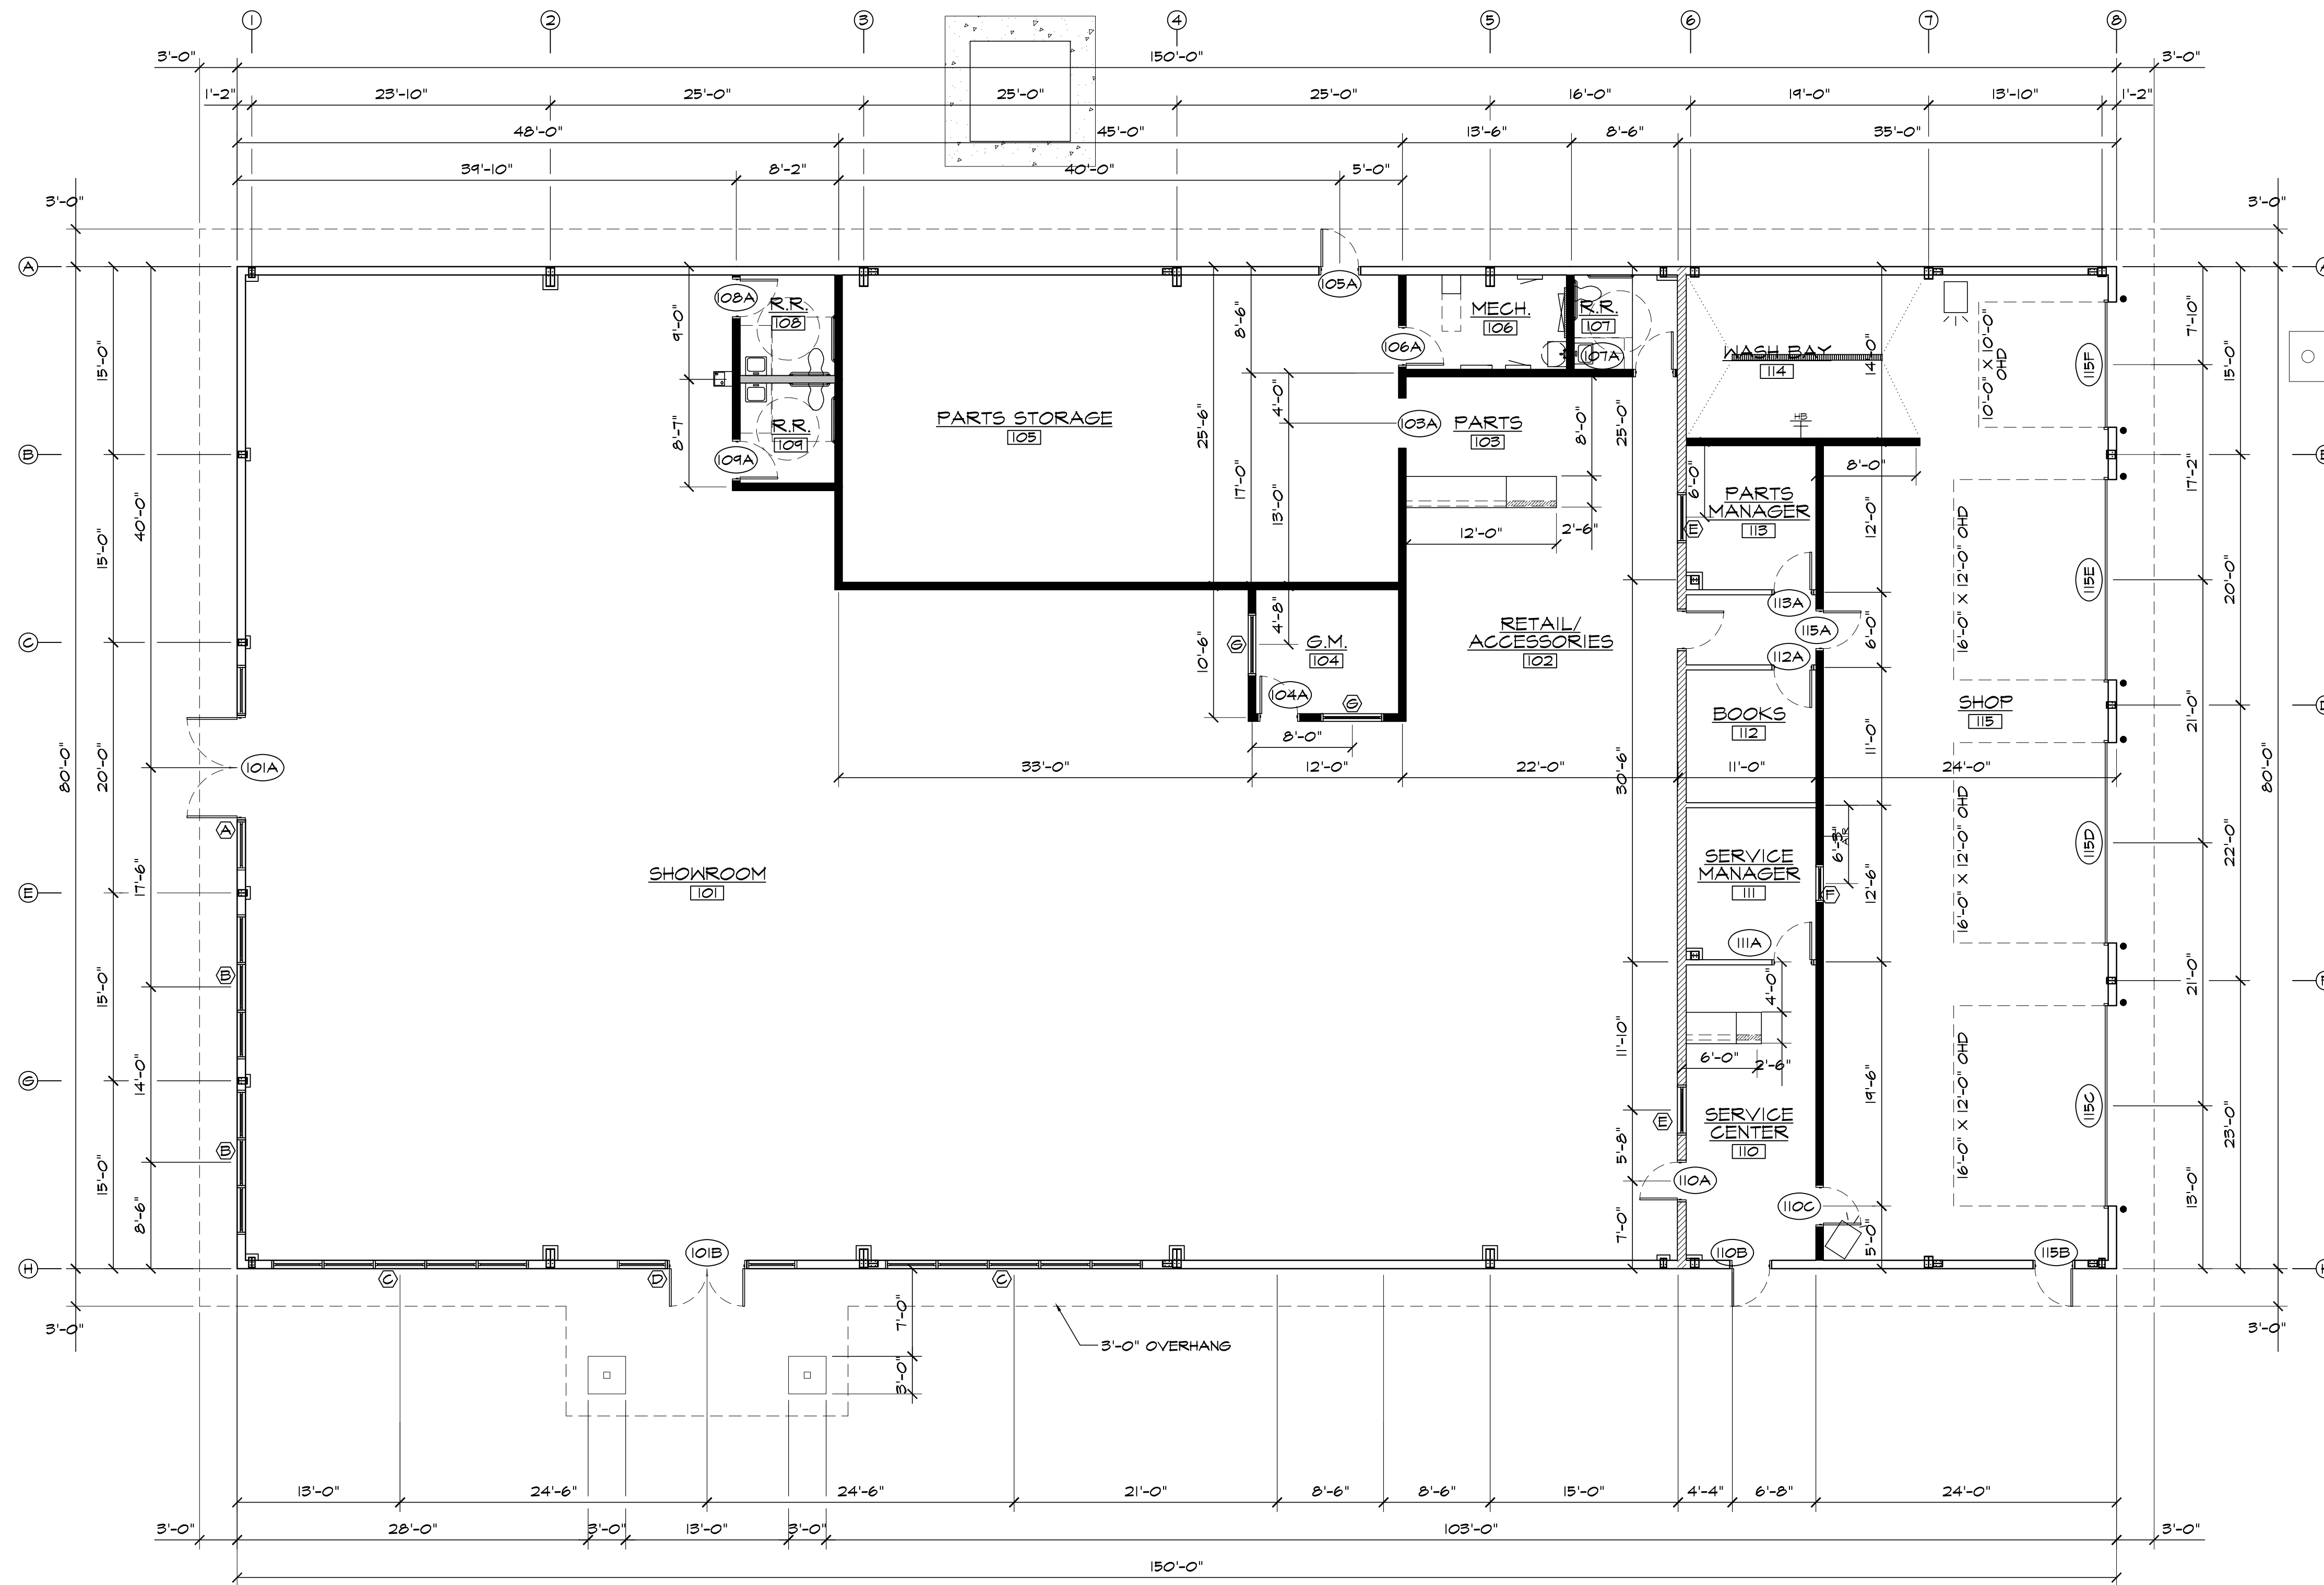 1 2 3 4 5 6 7 8
3'-0" 150'-0" 3'-0"
1'-2" 23'-10" 25'-0" 25'-0" 25'-0" 16'-0" 19'-0" 13'-10" 1'-2"
48'-0" 45'-0" 13'-6" 8'-6" 35'-0"
39'-10" 8'-2" 40'-0" 5'-0"
3'-0" 3'-0"
A
B
C
E
G
H
80'-0"
15'-0"
15'-0"
20'-0"
15'-0"
15'-0"
40'-0"
17'-6"
14'-0"
8'-6"
101A
A
B
B
9'-0"
8'-7"
108A
R.R.
108
R.R.
109
109A
PARTS STORAGE
105
105A
25'-6"
10'-6"
8'-6"
17'-0"
4'-0"
13'-0"
4'-8"
106A
MECH.
106
R.R.
107
107A
103A
PARTS
103
8'-0"
12'-0" 2'-6"
G
G.M.
104
104A
G
8'-0"
RETAIL/
ACCESSORIES
102
33'-0" 12'-0" 22'-0" 11'-0" 24'-0"
25'-0"
30'-6"
11'-10"
5'-8"
7'-0"
SHOWROOM
101
WASH BAY
114
HB
14'-0"
8'-0"
6'-0"
E
PARTS
MANAGER
113
12'-0"
113A
115A
6'-0"
112A
BOOKS
112
11'-0"
SERVICE
MANAGER
111
6'-3"
AIR
F
12'-6"
111A
4'-0"
6'-0" 2'-6"
E
SERVICE
CENTER
110
19'-6"
110A
110C
5'-0"
110B
115B
10'-0" X 10'-0"
OHD
16'-0" X 12'-0" OHD
SHOP
115
16'-0" X 12'-0" OHD
16'-0" X 12'-0" OHD
115F
115E
115D
115C
7'-10"
17'-2"
21'-0"
21'-0"
13'-0"
15'-0"
20'-0"
22'-0"
23'-0"
80'-0"
C D 101B C
3'-0" 3'-0"
7'-0"
3'-0"
3'-0" OVERHANG
13'-0" 24'-6" 24'-6" 21'-0" 8'-6" 8'-6" 15'-0" 4'-4" 6'-8" 24'-0"
3'-0" 28'-0" 3'-0" 13'-0" 3'-0" 103'-0" 3'-0"
150'-0"